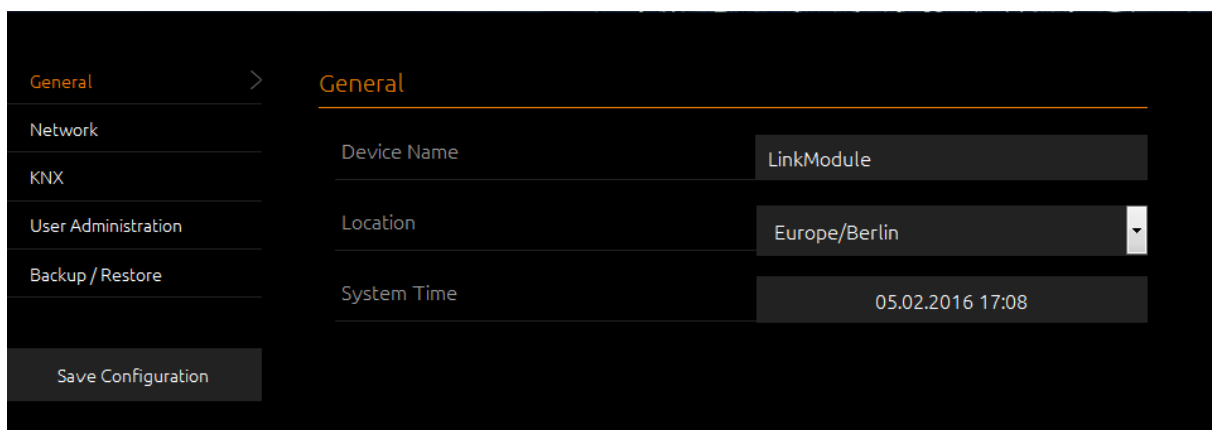 General
Network
KNX
User Administration
Backup / Restore
Save Configuration
General
Device Name
LinkModule
Location
Europe/Berlin
System Time
05.02.2016 17:08